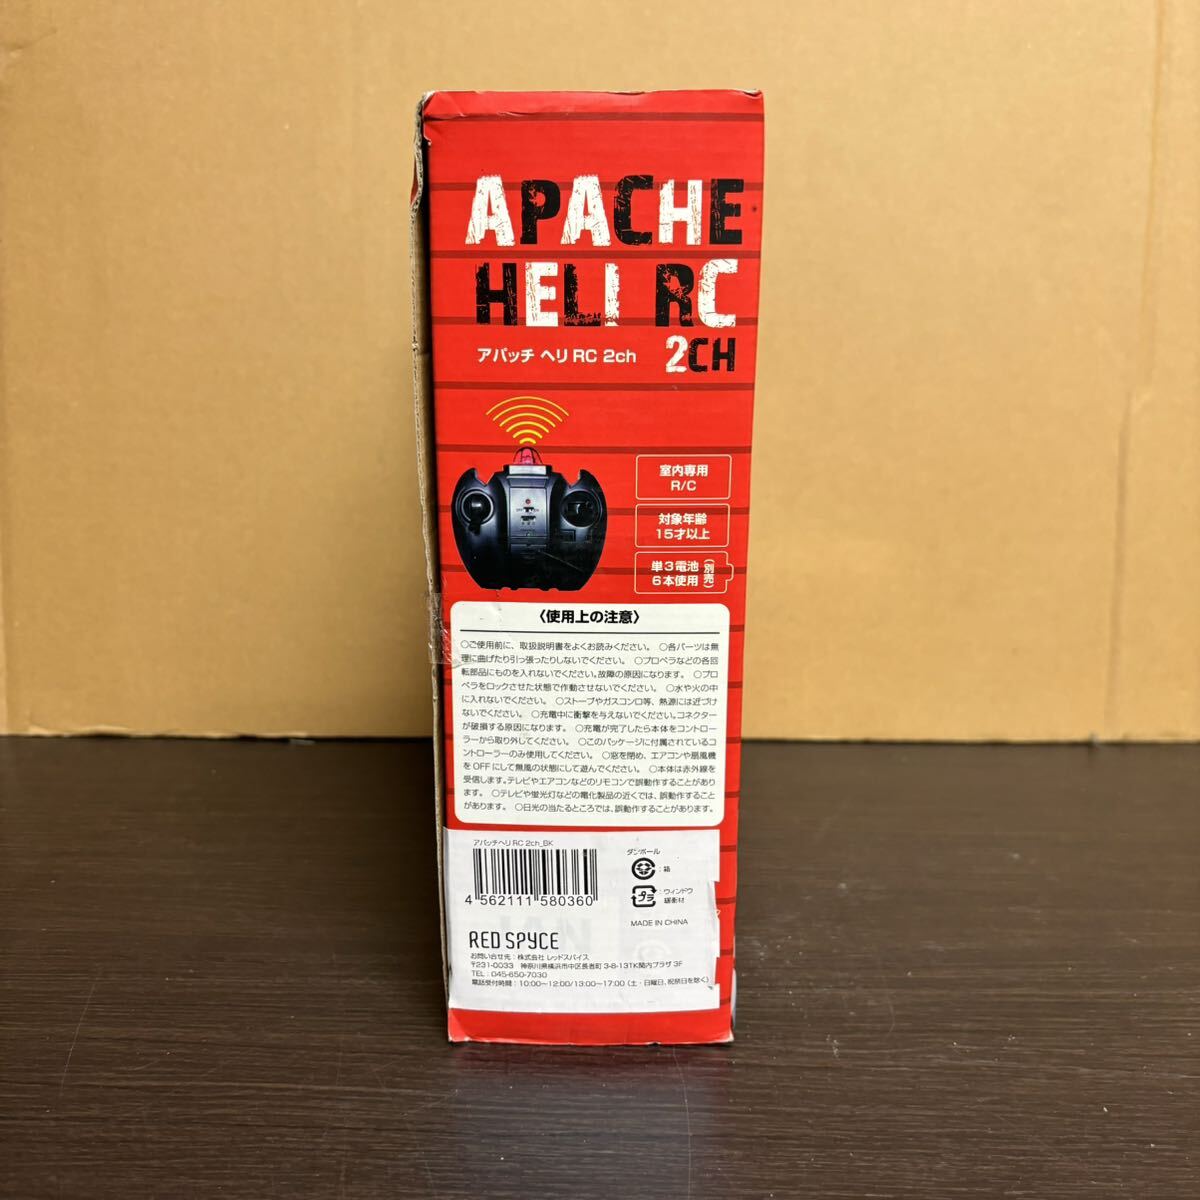 APACHE
HELI RC
アパッチ ヘリ RC 2ch
2CH
室内専用
R/C
対象年齢
15才以上
単3電池
6本使用
(別売)
〈使用上の注意〉
○ご使用前に、取扱説明書をよくお読みください。 ○各パーツは無
理に曲げたり引っ張ったりしないでください。 ○プロペラなどの各回
転部品にものを入れないでください。故障の原因になります。 ○プロ
ペラをロックさせた状態で作動させないでください。 ○水や火の中
に入れないでください。 ○ストーブやガスコンロ等、熱源には近づけ
ないでください。 ○充電中に衝撃を与えないでください。コネクター
が破損する原因になります。 ○充電が完了したら本体をコントロー
ラーから取り外してください。 ○このパッケージに付属されているコ
ントローラーのみ使用してください。 ○窓を閉め、エアコンや扇風機
を OFF にして無風の状態にして遊んでください。 ○本体は赤外線を
受信します。テレビやエアコンなどのリモコンで誤動作することがあり
ます。 ○テレビや蛍光灯などの電化製品の近くでは、誤動作すること
があります。 ○日光の当たるところでは、誤動作することがあります。
アパッチヘリ RC 2ch_BK
4 562111 580360
ダンボール
:箱
プラ
:ウィンドウ
緩衝材
MADE IN CHINA
RED SPYCE
お問い合せ先:株式会社 レッドスパイス
〒231-0033 神奈川県横浜市中区長者町 3-8-13TK関内プラザ 3F
TEL:045-650-7030
電話受付時間:10:00〜12:00/13:00〜17:00(土・日曜日、祝祭日を除く)